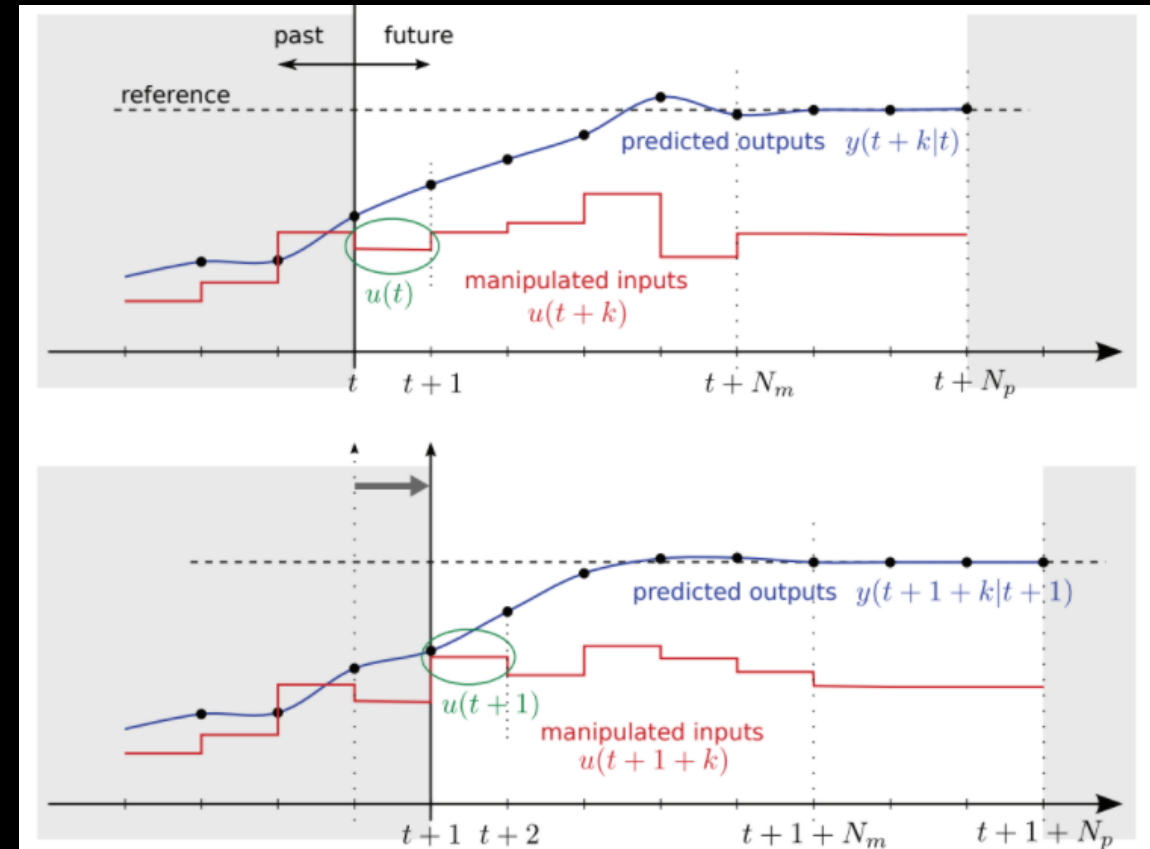 past future
reference
predicted outputs y(t + k|t)
manipulated inputs
u(t)
u(t + k)
t t + 1 t + N_m t + N_p
predicted outputs y(t + 1 + k|t + 1)
u(t + 1)
manipulated inputs
u(t + 1 + k)
t + 1 t + 2 t + 1 + N_m t + 1 + N_p